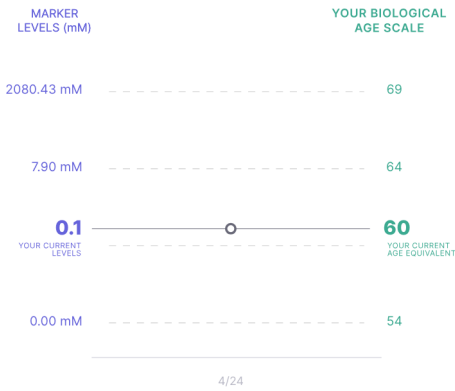 MARKER
LEVELS (mM)
YOUR BIOLOGICAL
AGE SCALE
2080.43 mM
69
7.90 mM
64
0.1
60
YOUR CURRENT
LEVELS
YOUR CURRENT
AGE EQUIVALENT
0.00 mM
54
4/24